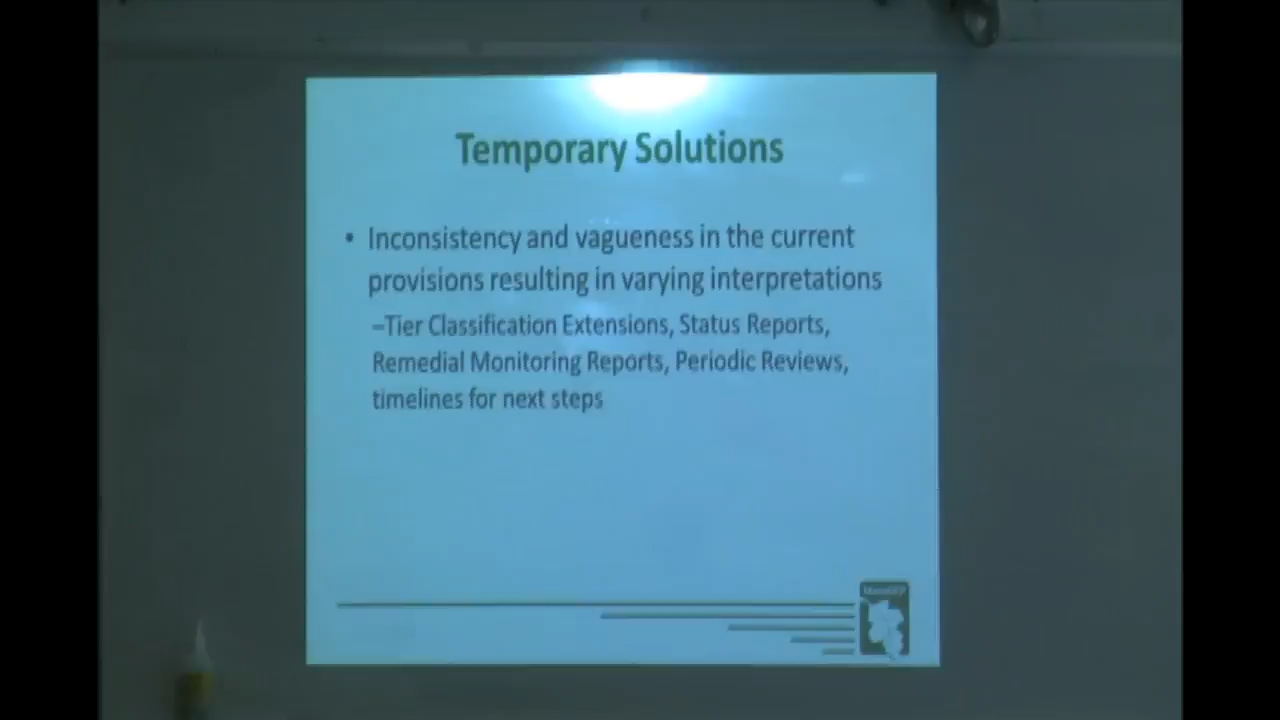 Temporary Solutions
• Inconsistency and vagueness in the current
provisions resulting in varying interpretations
–Tier Classification Extensions, Status Reports,
Remedial Monitoring Reports, Periodic Reviews,
timelines for next steps